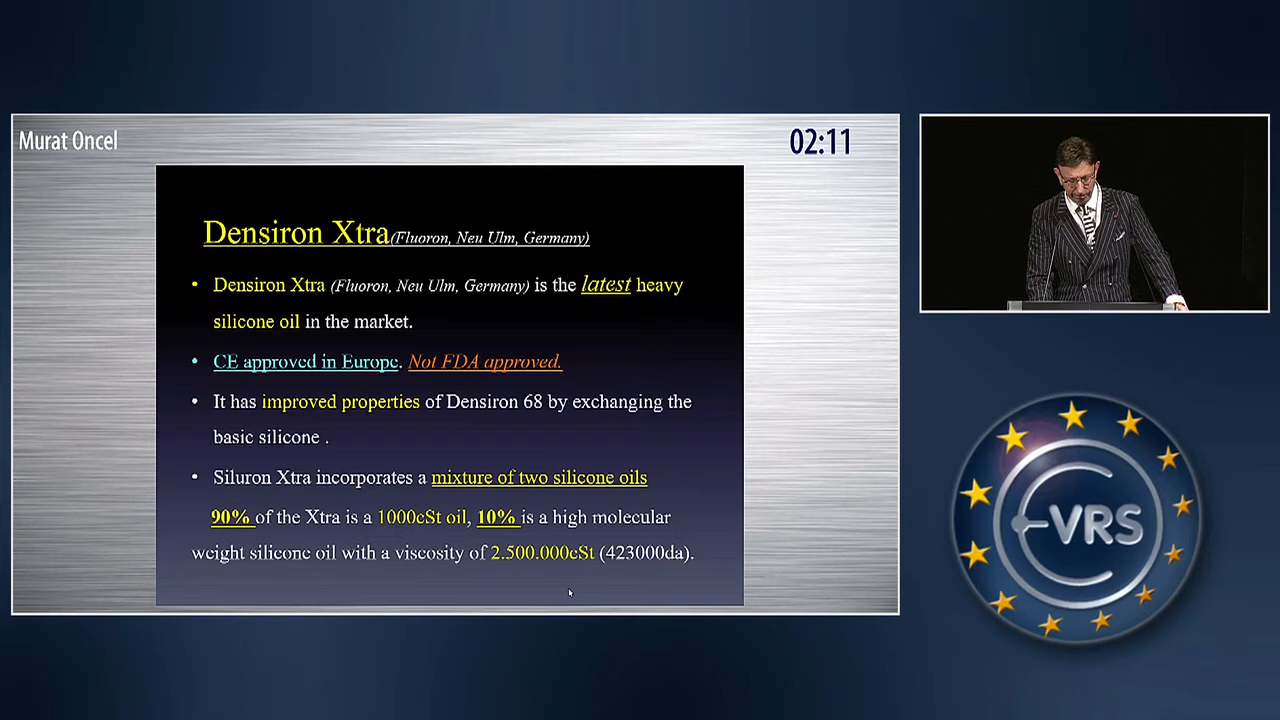 Murat Oncel
02:11
Densiron Xtra(Fluoron, Neu Ulm, Germany)
• Densiron Xtra (Fluoron, Neu Ulm, Germany) is the latest heavy
silicone oil in the market.
• CE approved in Europe. Not FDA approved.
• It has improved properties of Densiron 68 by exchanging the
basic silicone .
• Siluron Xtra incorporates a mixture of two silicone oils
90% of the Xtra is a 1000cSt oil, 10% is a high molecular
weight silicone oil with a viscosity of 2.500.000cSt (423000da).
EVRS